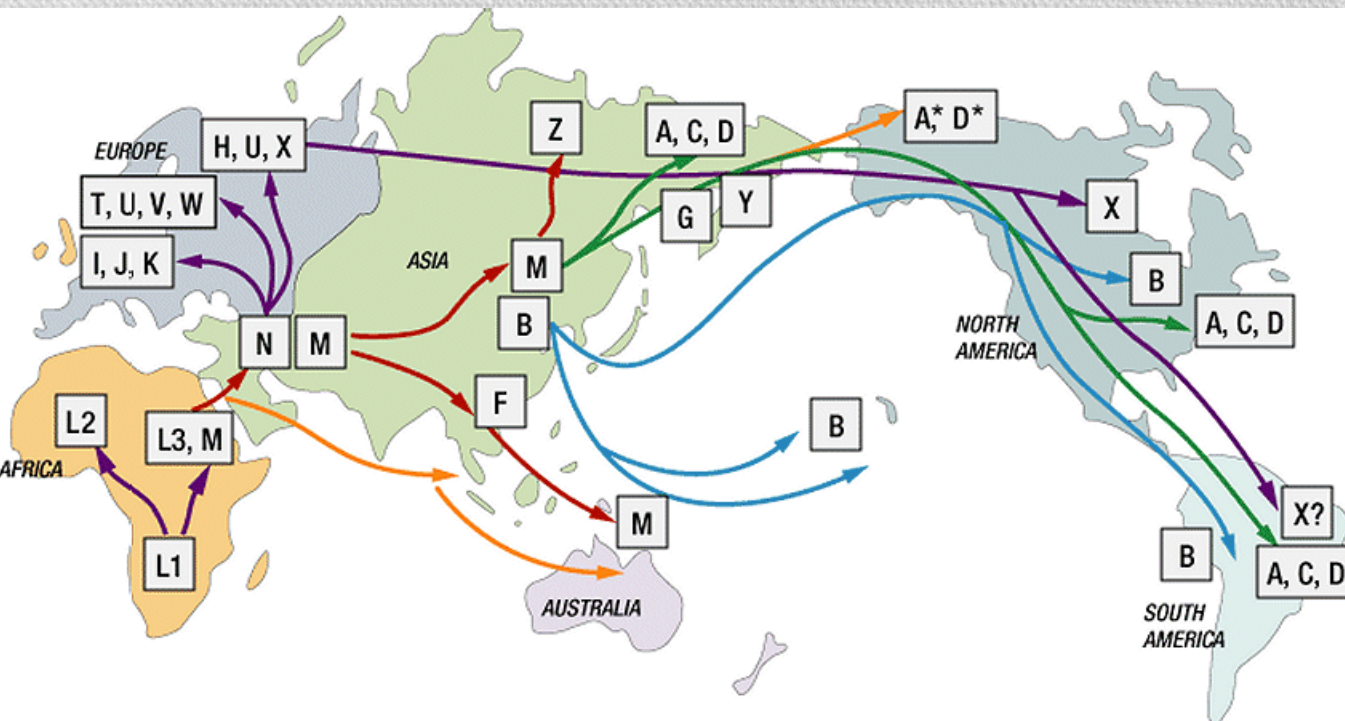 Z
A, C, D
A,* D*
EUROPE
H, U, X
T, U, V, W
G
Y
X
I, J, K
ASIA
M
B
B
A, C, D
N
M
NORTH
AMERICA
F
L2
L3, M
B
AFRICA
M
X?
L1
B
A, C, D
AUSTRALIA
SOUTH
AMERICA